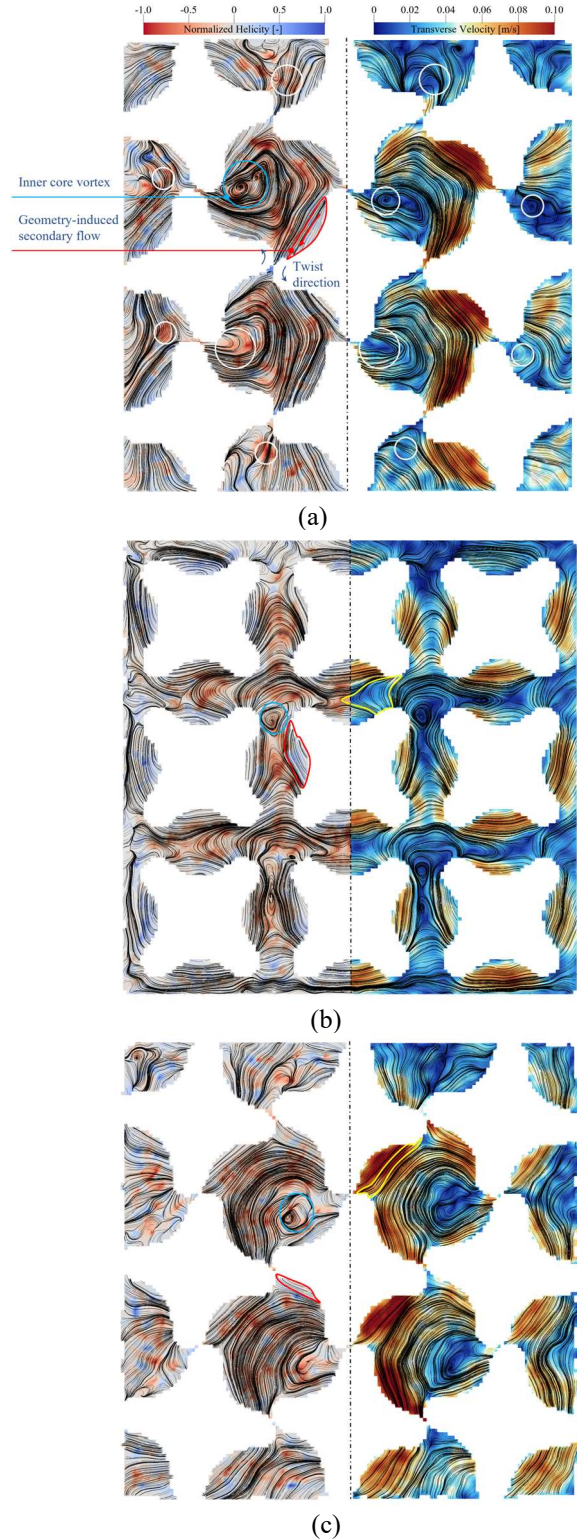 -1.0 -0.5 0 0.5 1.0 0 0.02 0.04 0.06 0.08 0.10
Normalized Helicity [-] Transverse Velocity [m/s]
Inner core vortex
Geometry-induced
secondary flow
Twist
direction
(a)
(b)
(c)